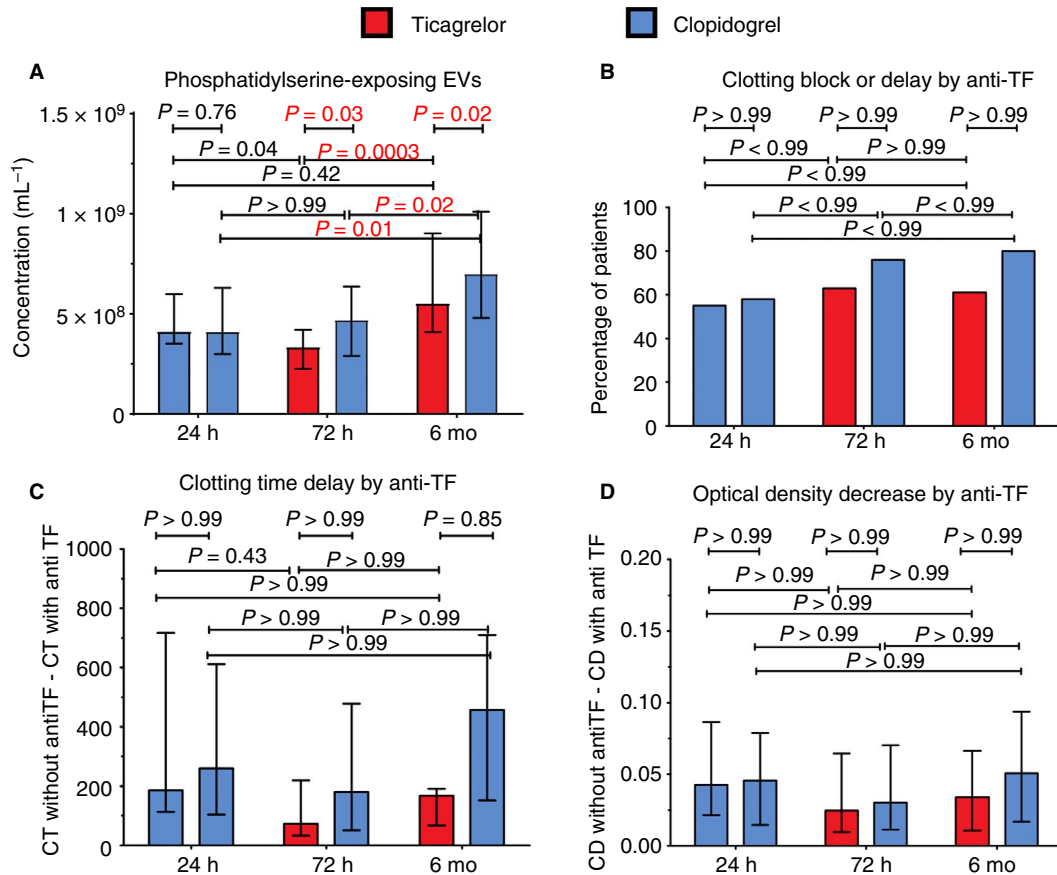 Ticagrelor
Clopidogrel
A
Phosphatidylserine-exposing EVs
Concentration (mL⁻¹)
1.5 × 10⁹
1 × 10⁹
5 × 10⁸
0
P = 0.76
P = 0.03
P = 0.02
P = 0.04
P = 0.0003
P = 0.42
P > 0.99
P = 0.02
P = 0.01
24 h
72 h
6 mo
B
Clotting block or delay by anti-TF
Percentage of patients
100
80
60
40
20
0
P > 0.99
P > 0.99
P > 0.99
P < 0.99
P > 0.99
P < 0.99
P < 0.99
P < 0.99
P < 0.99
24 h
72 h
6 mo
C
Clotting time delay by anti-TF
CT without antiTF - CT with anti TF
1000
800
600
400
200
0
P > 0.99
P > 0.99
P = 0.85
P = 0.43
P > 0.99
P > 0.99
P > 0.99
P > 0.99
P > 0.99
24 h
72 h
6 mo
D
Optical density decrease by anti-TF
CD without antiTF - CD with anti TF
0.20
0.15
0.10
0.05
0.00
P > 0.99
P > 0.99
P > 0.99
P > 0.99
P > 0.99
P > 0.99
P > 0.99
P > 0.99
P > 0.99
24 h
72 h
6 mo